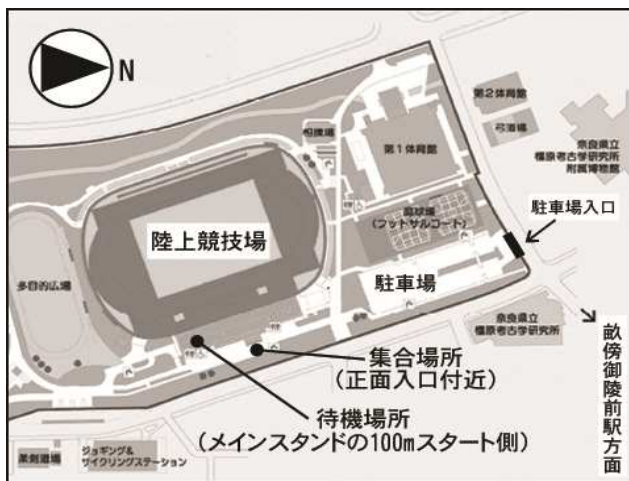 N
第2体育館
弓道場
奈良県立
橿原考古学研究所
附属博物館
相撲場
第1体育館
駐車場入口
庭球場
(フットサルコート)
陸上競技場
駐車場
多目的広場
奈良県立
橿原考古学研究所
畝傍御陵前駅方面
集合場所
(正面入口付近)
待機場所
(メインスタンドの100mスタート側)
柔剣道場
ジョギング&
サイクリングステーション